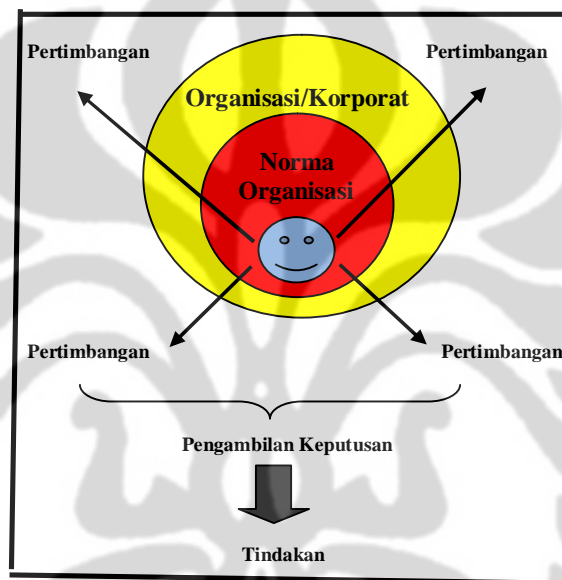 Pertimbangan
Pertimbangan
Organisasi/Korporat
Norma
Organisasi
Pertimbangan
Pertimbangan
Pengambilan Keputusan
Tindakan